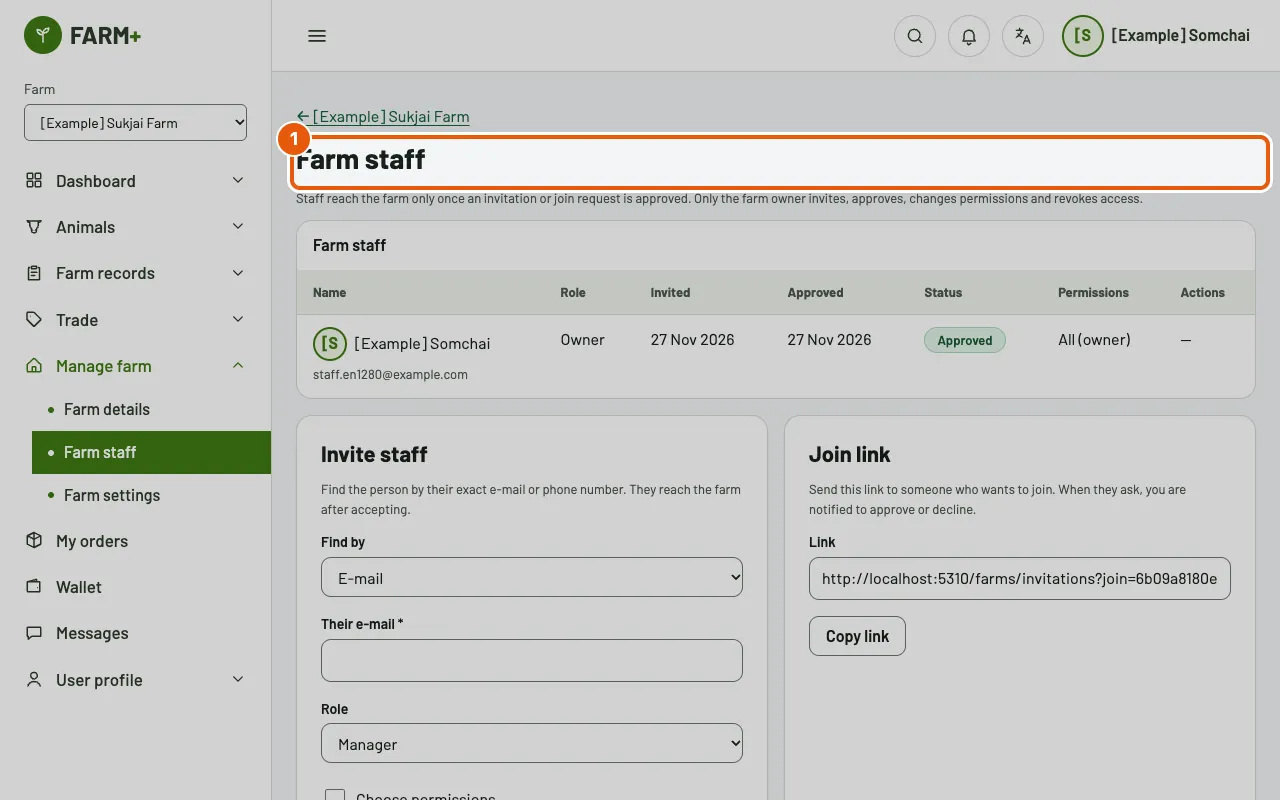 FARM+
Farm
[Example] Sukjai Farm
Dashboard
Animals
Farm records
Trade
Manage farm
Farm details
Farm staff
Farm settings
My orders
Wallet
Messages
User profile
[S
[Example] Somchai
← [Example] Sukjai Farm
1
Farm staff
Staff reach the farm only once an invitation or join request is approved. Only the farm owner invites, approves, changes permissions and revokes access.
Farm staff
Name Role Invited Approved Status Permissions Actions
[S [Example] Somchai Owner 27 Nov 2026 27 Nov 2026 Approved All (owner) —
staff.en1280@example.com
Invite staff
Find the person by their exact e-mail or phone number. They reach the farm
after accepting.
Find by
E-mail
Their e-mail *
Role
Manager
Choose permissions
Join link
Send this link to someone who wants to join. When they ask, you are
notified to approve or decline.
Link
http://localhost:5310/farms/invitations?join=6b09a8180e
Copy link